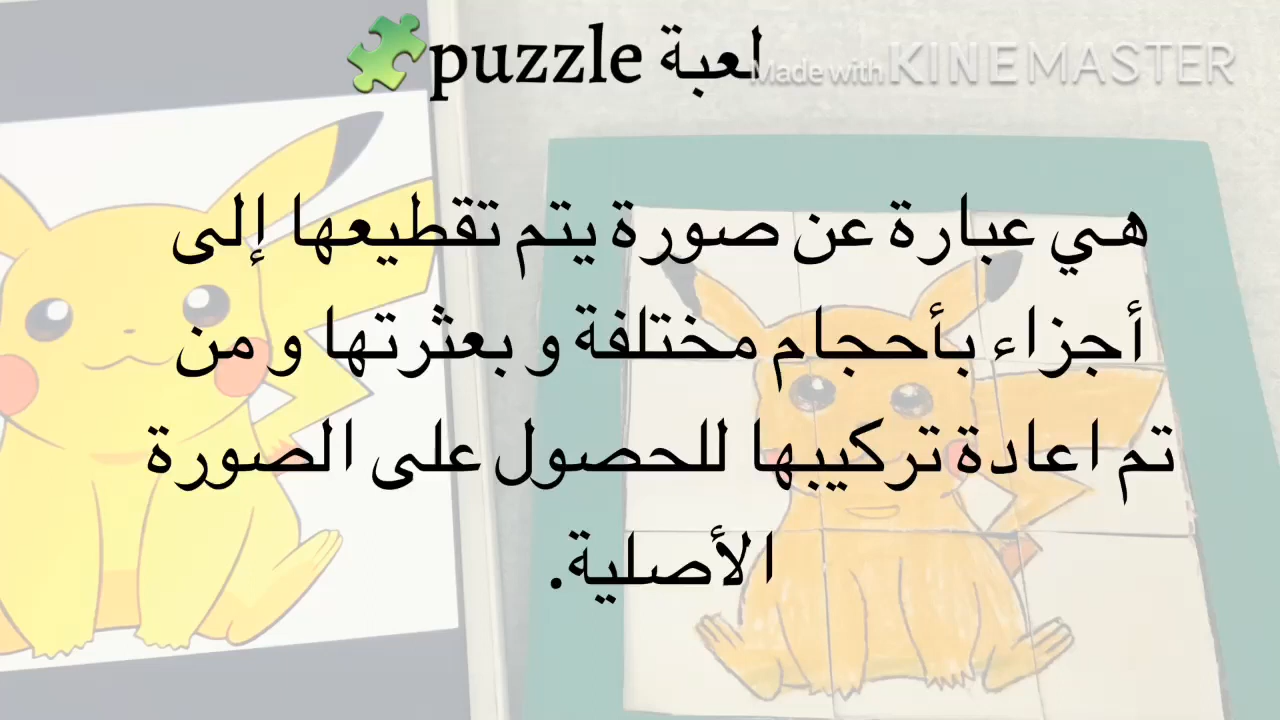 لعبة puzzle
Made with KINEMASTER
هي عبارة عن صورة يتم تقطيعها إلى
أجزاء بأحجام مختلفة و بعثرتها و من
تم اعادة تركيبها للحصول على الصورة
الأصلية.